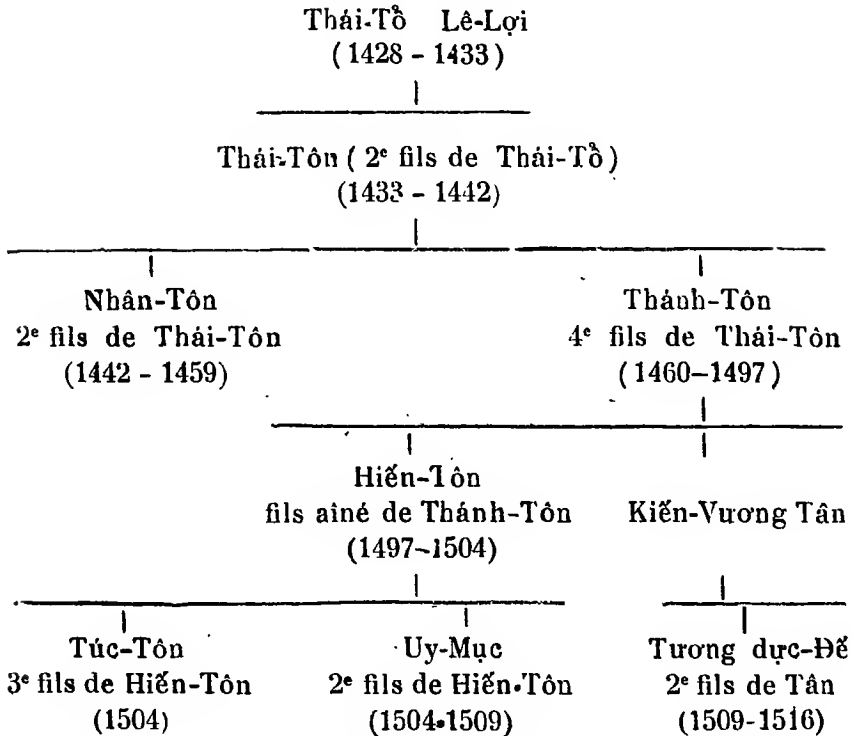 Thái-Tồ Lê-Lợi
(1428 - 1433)
Thái-Tôn ( 2ᵉ fils de Thái-Tồ )
(1433 - 1442)
Nhân-Tôn
2ᵉ fils de Thái-Tôn
(1442 - 1459)
Thánh-Tôn
4ᵉ fils de Thái-Tôn
(1460-1497)
Hiến-Tôn
fils aîné de Thánh-Tôn
(1497-1504)
Kiến-Vương Tân
Túc-Tôn
3ᵉ fils de Hiến-Tôn
(1504)
Uy-Mục
2ᵉ fils de Hiến-Tôn
(1504-1509)
Tương dực-Đế
2ᵉ fils de Tân
(1509-1516)